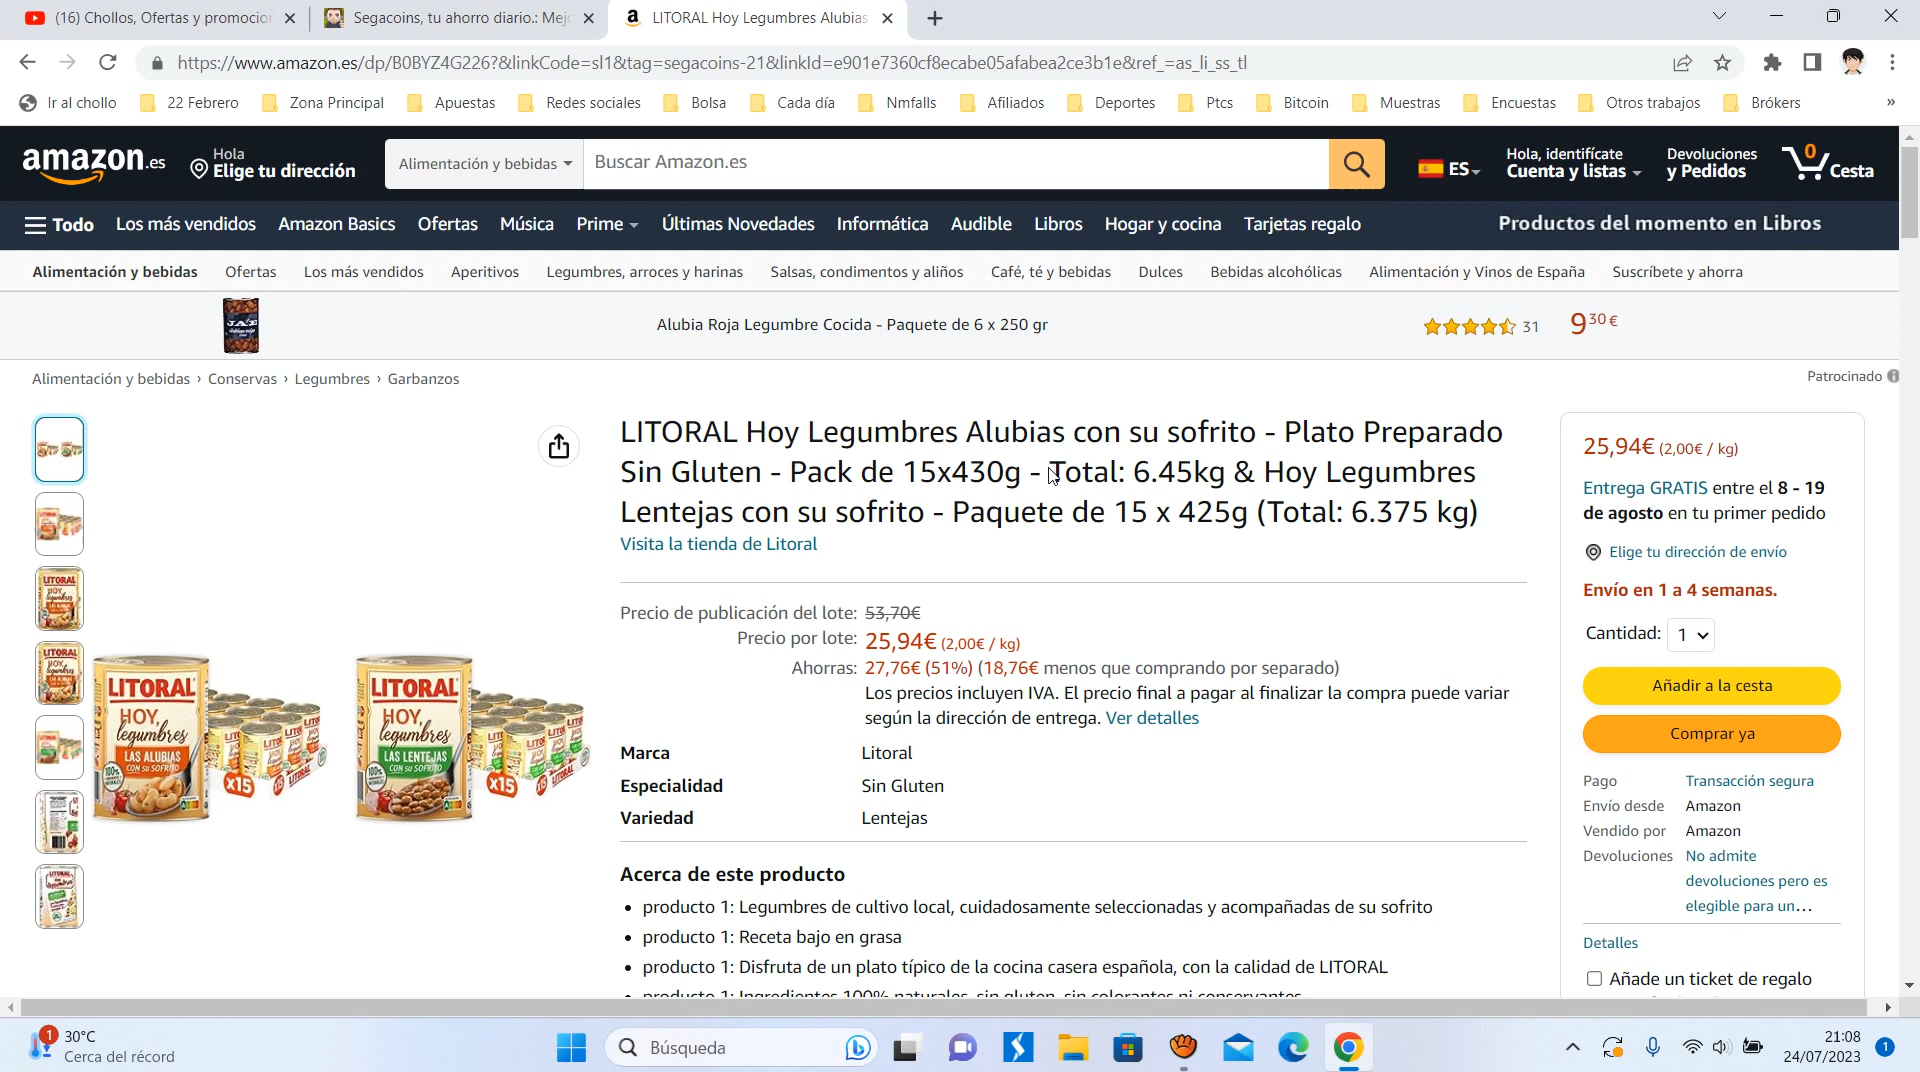 (16) Chollos, Ofertas y promocion
Segacoins, tu ahorro diario.: Mejo
LITORAL Hoy Legumbres Alubias
https://www.amazon.es/dp/B0BYZ4G226?&linkCode=sl1&tag=segacoins-21&linkId=e901e7360cf8ecabe05afabea2ce3b1e&ref_=as_li_ss_tl
Ir al chollo 22 Febrero Zona Principal Apuestas Redes sociales Bolsa Cada día Nmfalls Afiliados Deportes Ptcs Bitcoin Muestras Encuestas Otros trabajos Brókers »
amazon.es
Hola
Elige tu dirección
Alimentación y bebidas
Buscar Amazon.es
ES
Hola, identifícate
Cuenta y listas
Devoluciones
y Pedidos
0
Cesta
Todo Los más vendidos Amazon Basics Ofertas Música Prime Últimas Novedades Informática Audible Libros Hogar y cocina Tarjetas regalo Productos del momento en Libros
Alimentación y bebidas Ofertas Los más vendidos Aperitivos Legumbres, arroces y harinas Salsas, condimentos y aliños Café, té y bebidas Dulces Bebidas alcohólicas Alimentación y Vinos de España Suscríbete y ahorra
JAE
Alubia Roja Legumbre Cocida - Paquete de 6 x 250 gr 31 9 30 €
Alimentación y bebidas › Conservas › Legumbres › Garbanzos
Patrocinado
LITORAL Hoy Legumbres Alubias con su sofrito - Plato Preparado
Sin Gluten - Pack de 15x430g - Total: 6.45kg & Hoy Legumbres
Lentejas con su sofrito - Paquete de 15 x 425g (Total: 6.375 kg)
Visita la tienda de Litoral
Precio de publicación del lote: 53,70€
Precio por lote: 25,94€ (2,00€ / kg)
Ahorras: 27,76€ (51%) (18,76€ menos que comprando por separado)
Los precios incluyen IVA. El precio final a pagar al finalizar la compra puede variar
según la dirección de entrega. Ver detalles
Marca Litoral
Especialidad Sin Gluten
Variedad Lentejas
Acerca de este producto
• producto 1: Legumbres de cultivo local, cuidadosamente seleccionadas y acompañadas de su sofrito
• producto 1: Receta bajo en grasa
• producto 1: Disfruta de un plato típico de la cocina casera española, con la calidad de LITORAL
• producto 1: Ingredientes 100% naturales, sin gluten, sin colorantes ni conservantes
LITORAL
HOY,
legumbres
LAS ALUBIAS
CON SU SOFRITO
100%
x15
LITORAL
HOY,
legumbres
LAS LENTEJAS
CON SU SOFRITO
100%
x15
25,94€ (2,00€ / kg)
Entrega GRATIS entre el 8 - 19
de agosto en tu primer pedido
Elige tu dirección de envío
Envío en 1 a 4 semanas.
Cantidad: 1
Añadir a la cesta
Comprar ya
Pago Transacción segura
Envío desde Amazon
Vendido por Amazon
Devoluciones No admite
devoluciones pero es
elegible para un…
Detalles
Añade un ticket de regalo
1
30°C
Cerca del récord
Búsqueda
21:08
24/07/2023
1